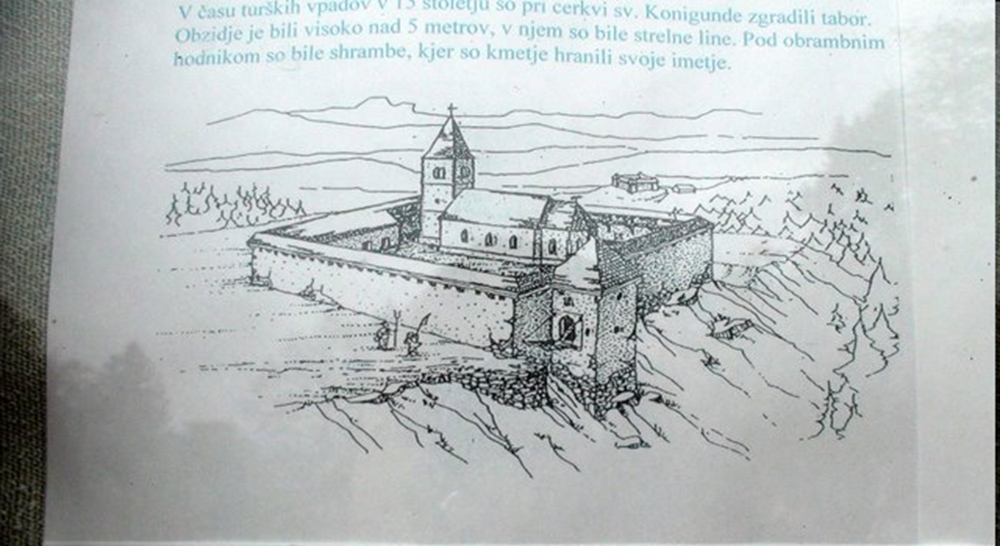 V času turških vpadov v 15 stoletju so pri cerkvi sv. Konigunde zgradili tabor.
Obzidje je bili visoko nad 5 metrov, v njem so bile strelne line. Pod obrambnim
hodnikom so bile shrambe, kjer so kmetje hranili svoje imetje.